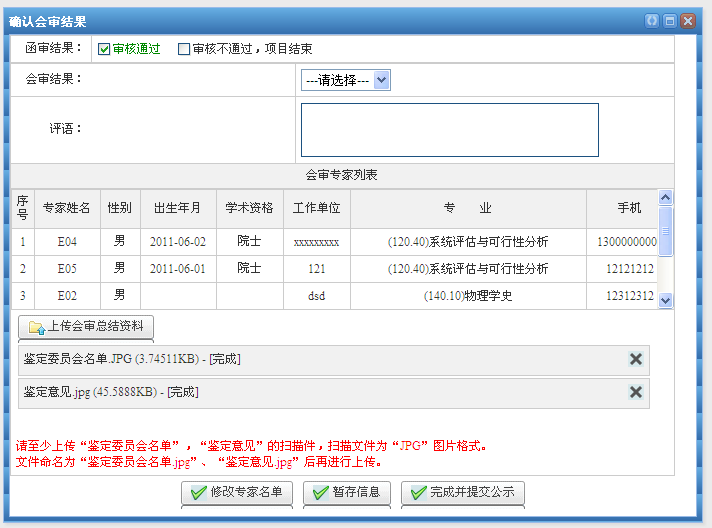 确认会审结果
函审结果： 审核通过 审核不通过，项目结束
会审结果： ---请选择---
评语：
会审专家列表
序号 专家姓名 性别 出生年月 学术资格 工作单位 专 业 手机
1 E04 男 2011-06-02 院士 xxxxxxxxx (120.40)系统评估与可行性分析 1300000000
2 E05 男 2011-06-01 院士 121 (120.40)系统评估与可行性分析 12121212
3 E02 男 dsd (140.10)物理学史 12312312
上传会审总结资料
鉴定委员会名单.JPG (3.74511KB) - [完成]
鉴定意见.jpg (45.5888KB) - [完成]
请至少上传“鉴定委员会名单”，“鉴定意见”的扫描件，扫描文件为“JPG”图片格式。
文件命名为“鉴定委员会名单.jpg”、“鉴定意见.jpg”后再进行上传。
修改专家名单 暂存信息 完成并提交公示